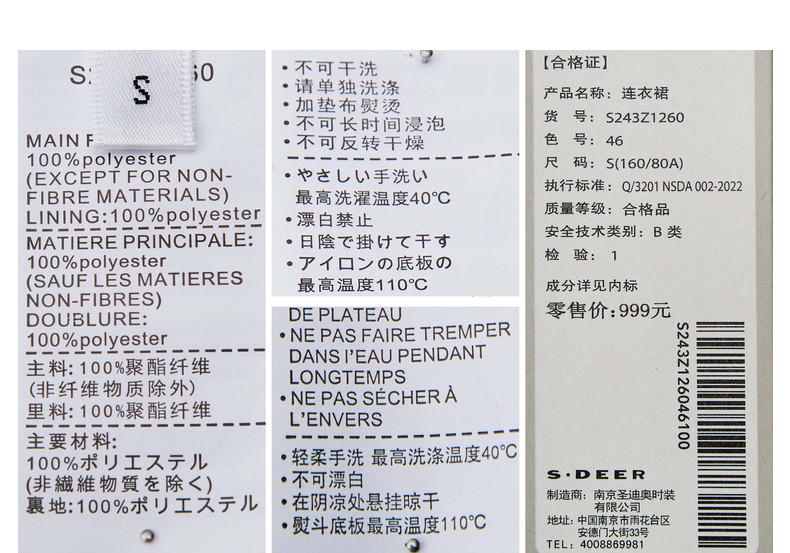 S2 60
S
MAIN F
100%polyester
(EXCEPT FOR NON-
FIBRE MATERIALS)
LINING:100%polyester
MATIERE PRINCIPALE:
100%polyester
(SAUF LES MATIERES
NON-FIBRES)
DOUBLURE:
100%polyester
主料: 100%聚酯纤维
(非纤维物质除外)
里料: 100%聚酯纤维
主要材料:
100%ポリエステル
(非繊維物質を除く)
裏地:100%ポリエステル
•不可干洗
•请单独洗涤
•加垫布熨烫
•不可长时间浸泡
•不可反转干燥
•やさしい手洗い
最高洗濯温度40℃
•漂白禁止
•日陰で掛けて干す
•アイロンの底板の
最高温度110℃
DE PLATEAU
•NE PAS FAIRE TREMPER
DANS l'EAU PENDANT
LONGTEMPS
•NE PAS SÉCHER À
L'ENVERS
•轻柔手洗 最高洗涤温度40℃
•不可漂白
•在阴凉处悬挂晾干
•熨斗底板最高温度110℃
【合格证】
产品名称: 连衣裙
货 号: S243Z1260
色 号: 46
尺 码: S(160/80A)
执行标准: Q/3201 NSDA 002-2022
质量等级: 合格品
安全技术类别: B 类
检 验: 1
成分详见内标
零售价:999元
S243Z126046100
S·DEER
制造商: 南京圣迪奥时装
有限公司
地址: 中国南京市雨花台区
安德门大街33号
TEL: 4008869981